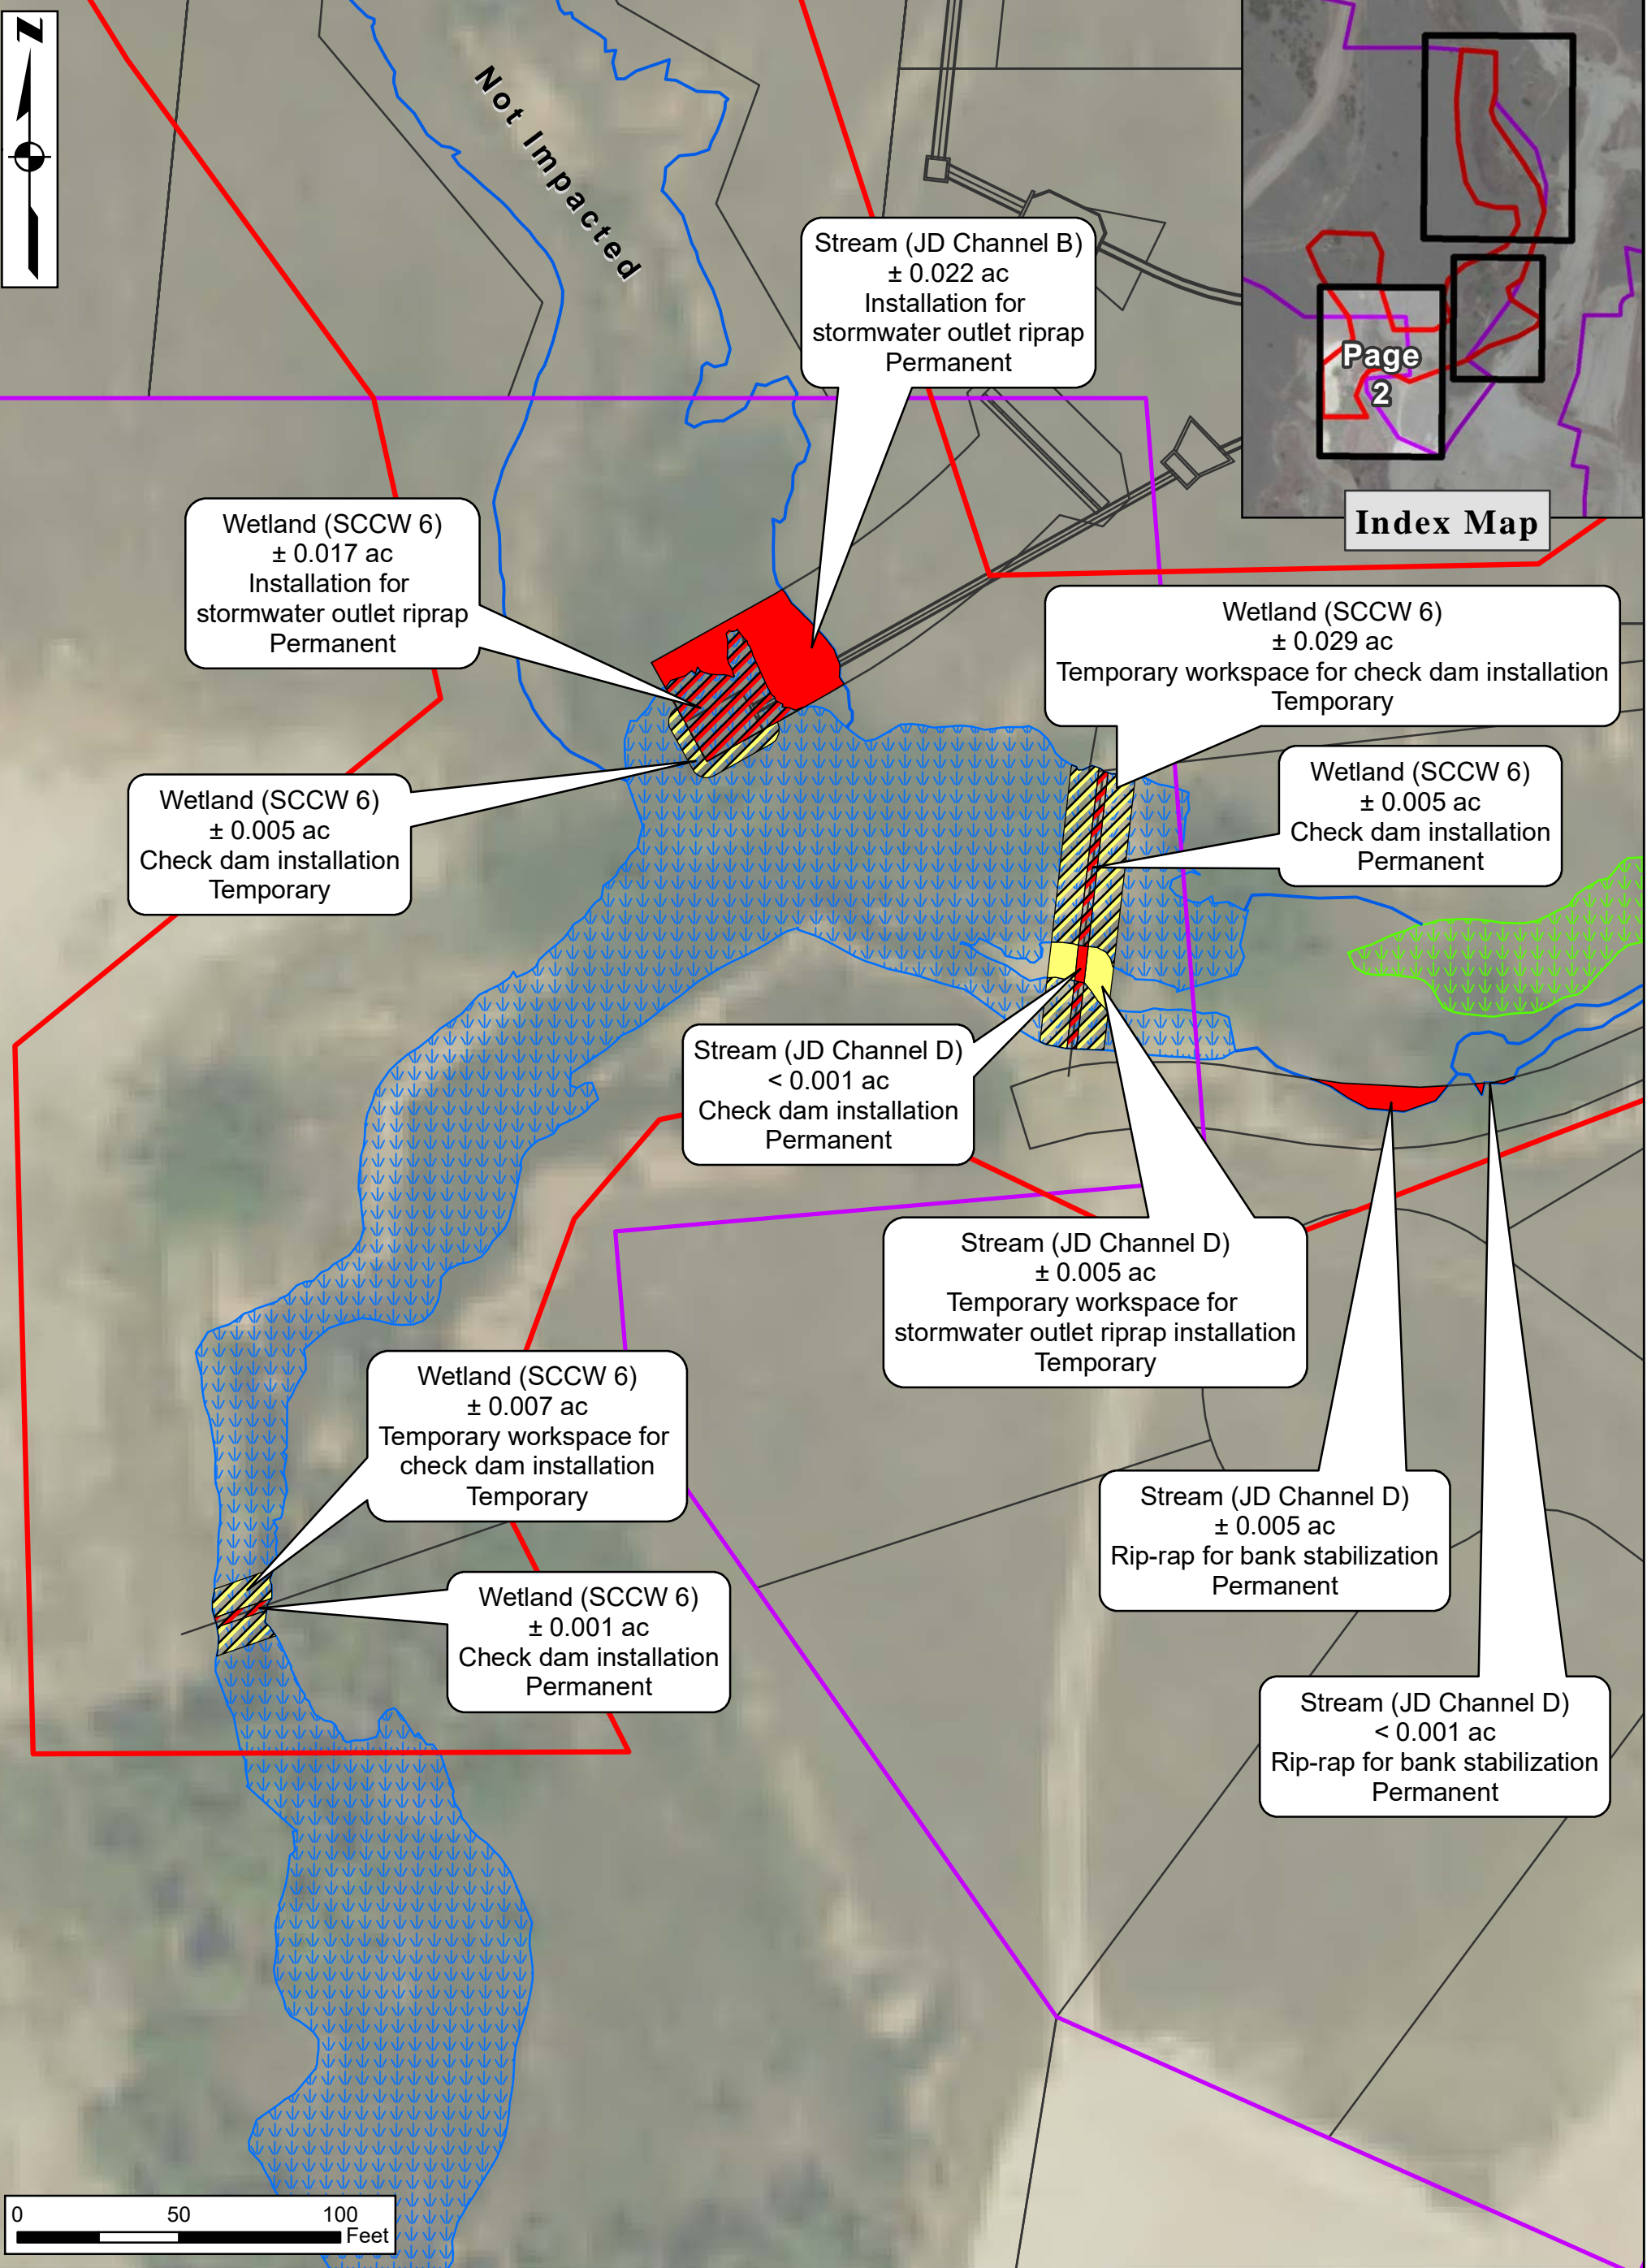 N
Not Impacted
Stream (JD Channel B)
± 0.022 ac
Installation for
stormwater outlet riprap
Permanent
Page
2
Index Map
Wetland (SCCW 6)
± 0.017 ac
Installation for
stormwater outlet riprap
Permanent
Wetland (SCCW 6)
± 0.029 ac
Temporary workspace for check dam installation
Temporary
Wetland (SCCW 6)
± 0.005 ac
Check dam installation
Permanent
Wetland (SCCW 6)
± 0.005 ac
Check dam installation
Temporary
Stream (JD Channel D)
< 0.001 ac
Check dam installation
Permanent
Stream (JD Channel D)
± 0.005 ac
Temporary workspace for
stormwater outlet riprap installation
Temporary
Wetland (SCCW 6)
± 0.007 ac
Temporary workspace for
check dam installation
Temporary
Stream (JD Channel D)
± 0.005 ac
Rip-rap for bank stabilization
Permanent
Wetland (SCCW 6)
± 0.001 ac
Check dam installation
Permanent
Stream (JD Channel D)
< 0.001 ac
Rip-rap for bank stabilization
Permanent
0 50 100
Feet